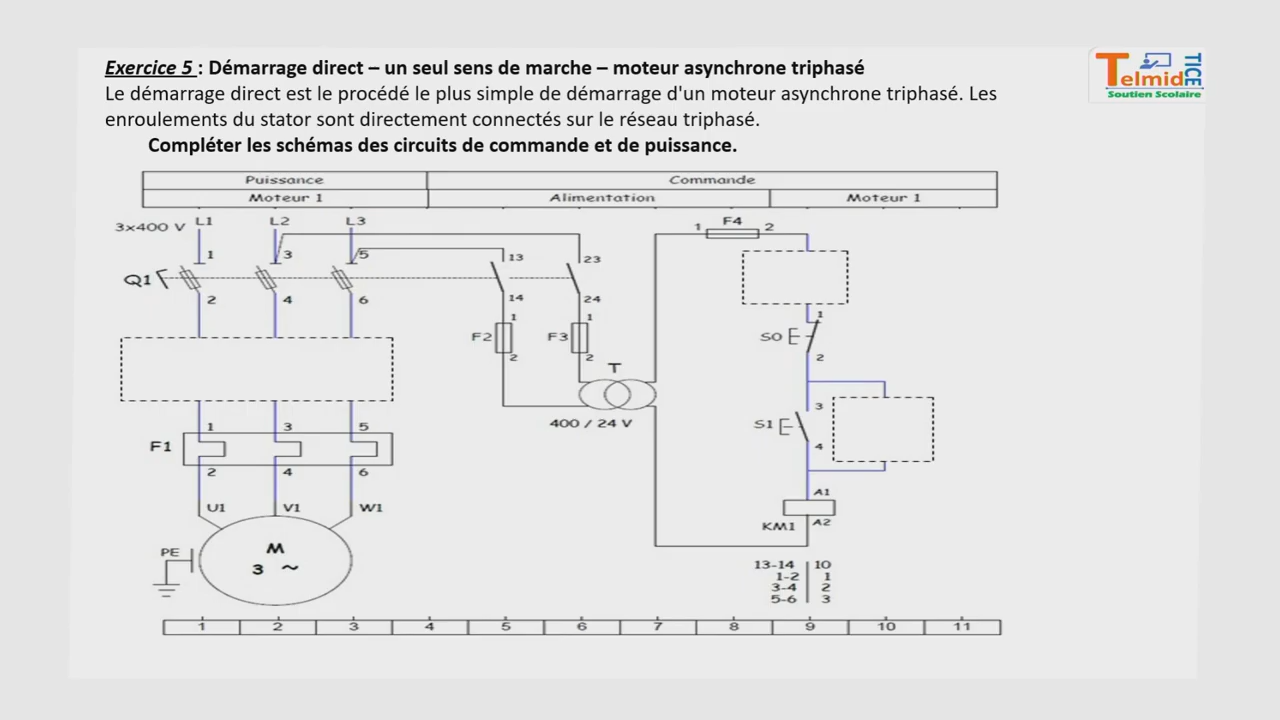 Exercice 5 : Démarrage direct – un seul sens de marche – moteur asynchrone triphasé
Le démarrage direct est le procédé le plus simple de démarrage d'un moteur asynchrone triphasé. Les
enroulements du stator sont directement connectés sur le réseau triphasé.
Compléter les schémas des circuits de commande et de puissance.
Telmid TICE
Soutien Scolaire
Puissance Commande
Moteur 1 Alimentation Moteur 1
3x400 V L1 L2 L3
1 F4 2
1 3 5 13 23
Q1
2 4 6 14 24
1 1 1
F2 F3 S0
2 2 2
T
400 / 24 V
3
S1
4
1 3 5
F1
2 4 6
U1 V1 W1
A1
KM1 A2
PE
M
3 ~
13-14 10
1-2 1
3-4 2
5-6 3
1 2 3 4 5 6 7 8 9 10 11